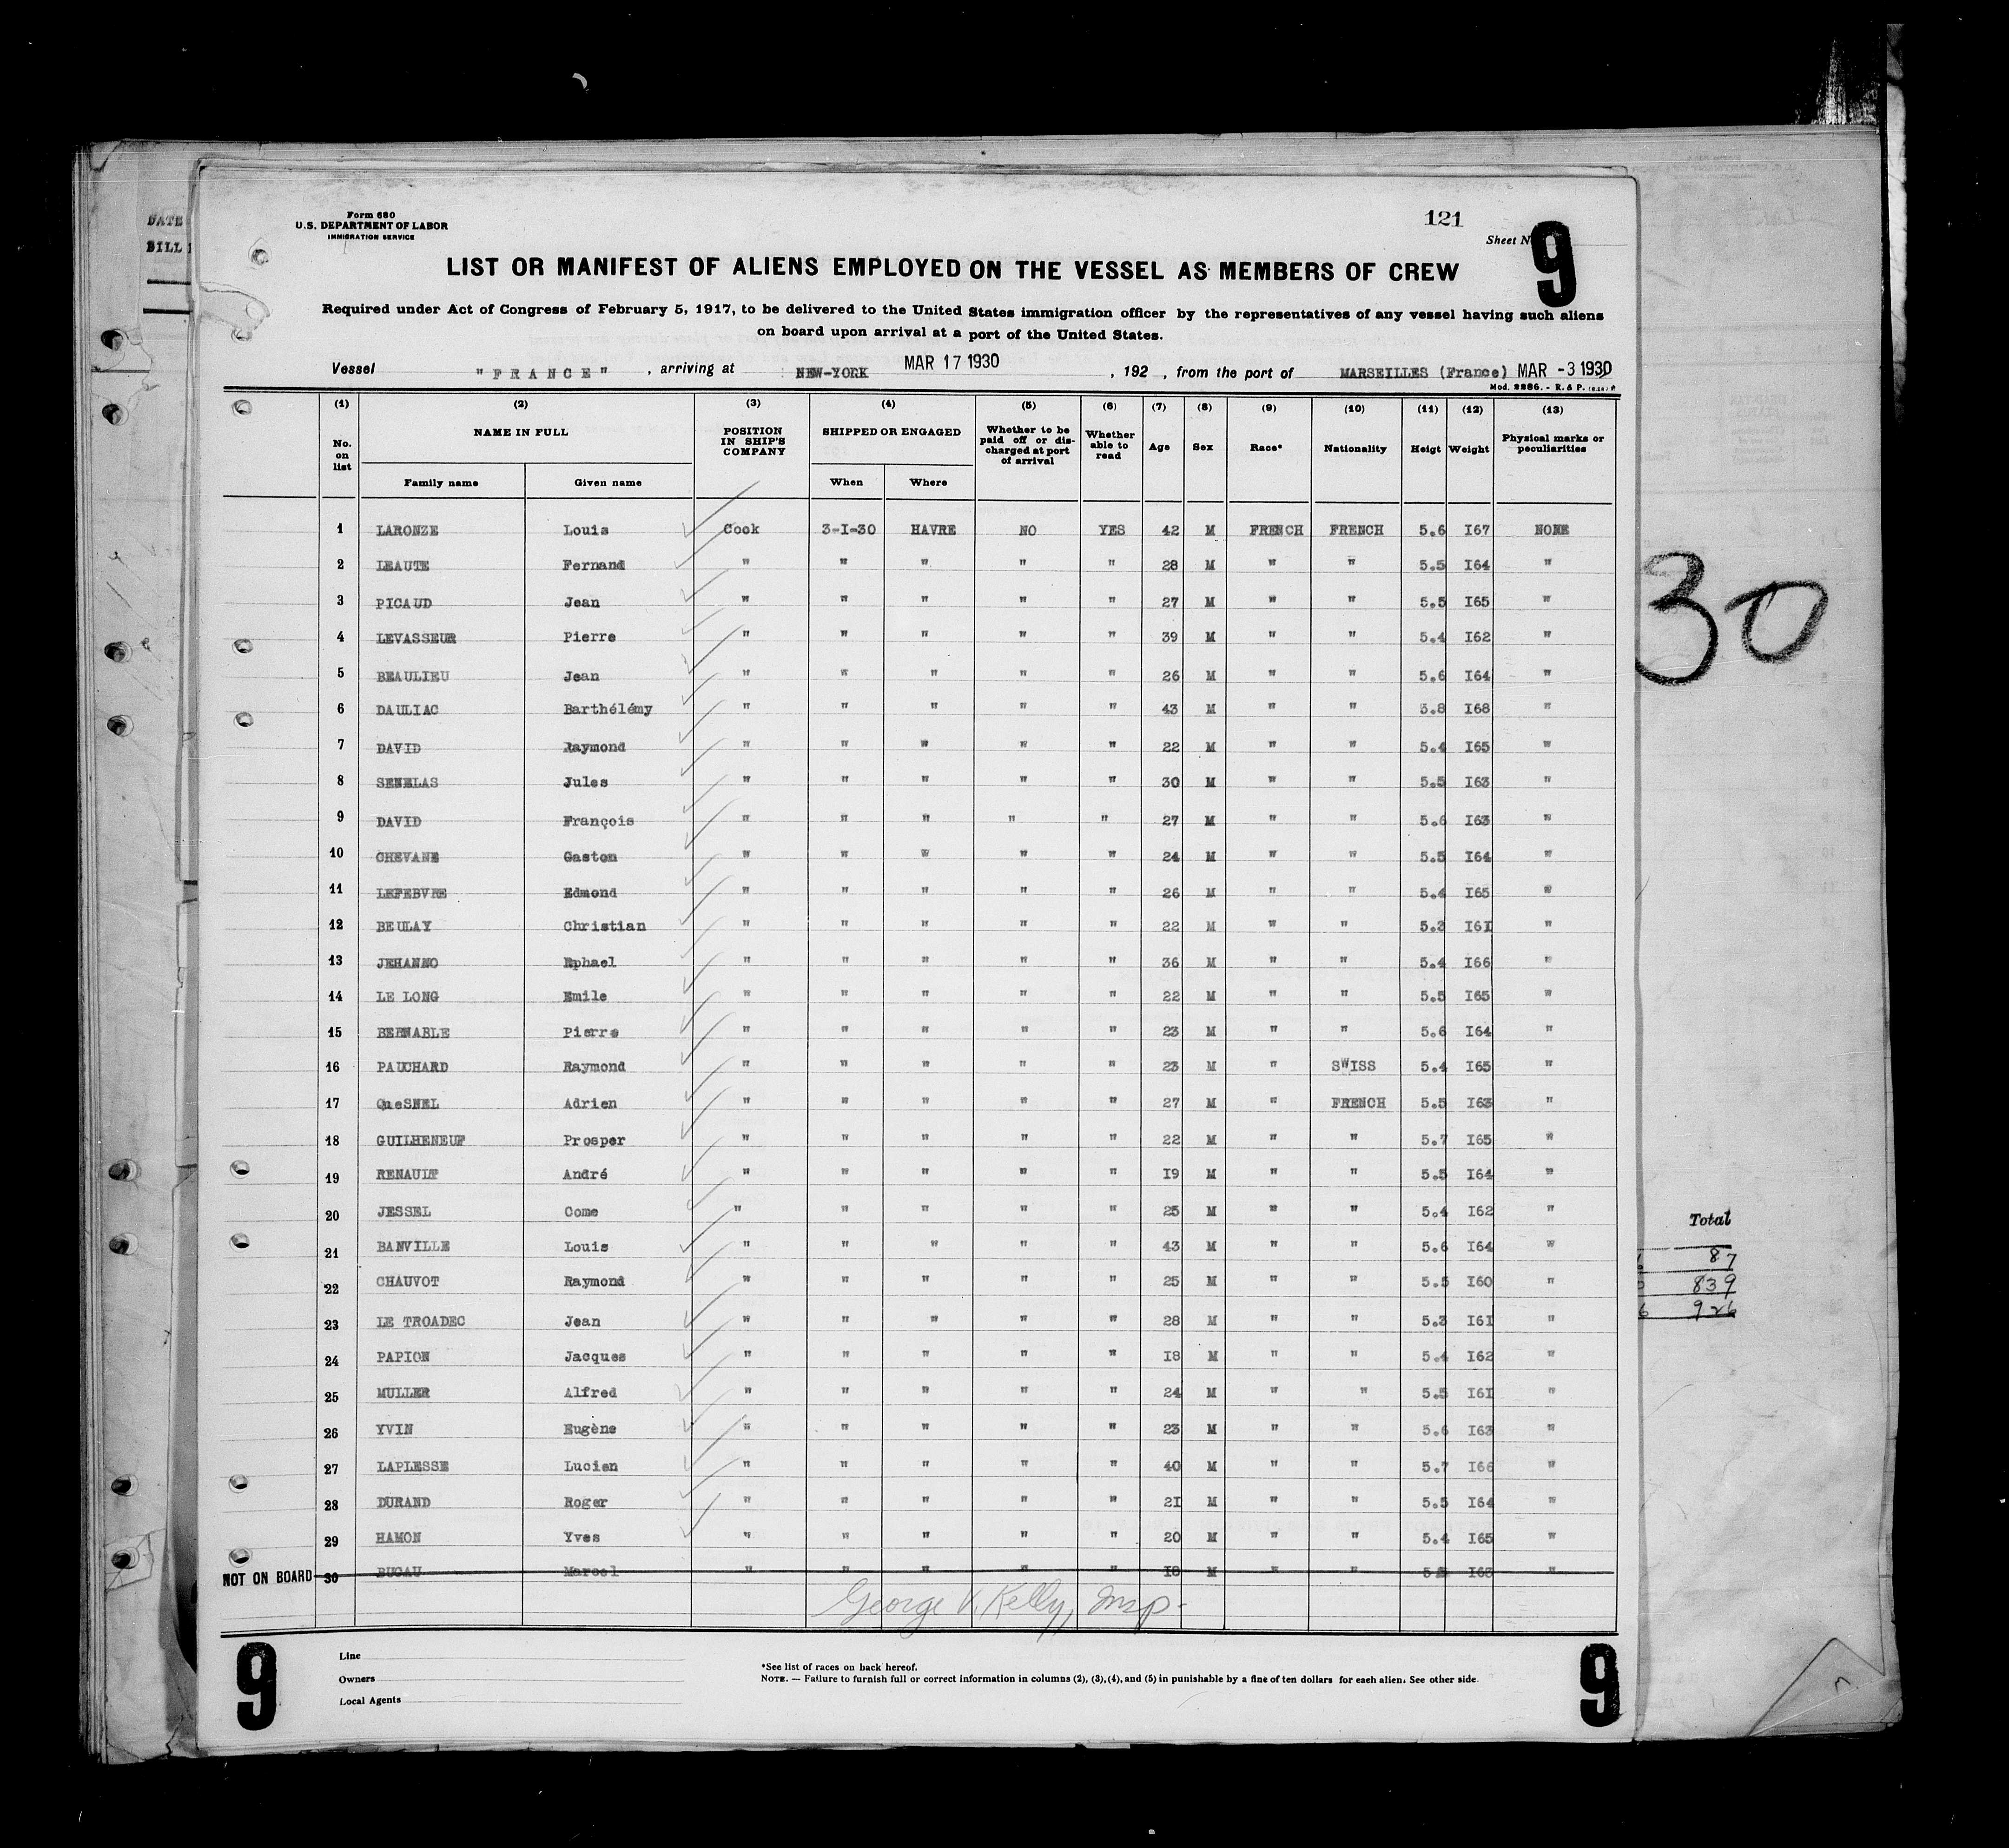 DATE
BILL
Form 680
U.S. DEPARTMENT OF LABOR
IMMIGRATION SERVICE
121
Sheet N 9
LIST OR MANIFEST OF ALIENS EMPLOYED ON THE VESSEL AS MEMBERS OF CREW
Required under Act of Congress of February 5, 1917, to be delivered to the United States immigration officer by the representatives of any vessel having such aliens
on board upon arrival at a port of the United States.
Vessel "FRANCE" , arriving at NEW-YORK MAR 17 1930 , 192 , from the port of MARSEILLES (France) MAR -3 1930
Mod. 2286. - R. & P.
(1) (2) (3) (4) (5) (6) (7) (8) (9) (10) (11) (12) (13)
No. on list NAME IN FULL POSITION IN SHIP'S COMPANY SHIPPED OR ENGAGED Whether to be paid off or discharged at port of arrival Whether able to read Age Sex Race* Nationality Heigt Weight Physical marks or peculiarities
Family name Given name When Where
1 LARONZE Louis Cook 3-I-30 HAVRE NO YES 42 M FRENCH FRENCH 5.6 I67 NONE
2 LEAUTE Fernand " " " " " 28 M " " 5.5 I64 "
3 PICAUD Jean " " " " " 27 M " " 5.5 I65 "
4 LEVASSEUR Pierre " " " " " 39 M " " 5.4 I62 "
5 BEAULIEU Jean " " " " " 26 M " " 5.6 I64 "
6 DAULIAC Barthélémy " " " " " 43 M " " 5.8 I68 "
7 DAVID Raymond " " " " " 22 M " " 5.4 I65 "
8 SENELAS Jules " " " " " 30 M " " 5.5 I63 "
9 DAVID François " " " " " 27 M " " 5.6 I63 "
10 CHEVANE Gaston " " " " " 24 M " " 5.5 I64 "
11 LEFEBVRE Edmond " " " " " 26 M " " 5.4 I65 "
12 BEULAY Christian " " " " " 22 M " " 5.3 I6I "
13 JEHANNO Rphael " " " " " 36 M " " 5.4 I66 "
14 LE LONG Emile " " " " " 22 M " " 5.5 I65 "
15 BERNABLE Pierre " " " " " 23 M " " 5.6 I64 "
16 PAUCHARD Raymond " " " " " 23 M " SWISS 5.4 I65 "
17 QueSNEL Adrien " " " " " 27 M " FRENCH 5.5 I63 "
18 GUILHENEUF Prosper " " " " " 22 M " " 5.7 I65 "
19 RENAULT André " " " " " I9 M " " 5.5 I64 "
20 JESSEL Come " " " " " 25 M " " 5.4 I62 "
21 BANVILLE Louis " " " " " 43 M " " 5.6 I64 "
22 CHAUVOT Raymond " " " " " 25 M " " 5.5 I60 "
23 LE TROADEC Jean " " " " " 28 M " " 5.3 I6I "
24 PAPION Jacques " " " " " I8 M " " 5.4 I62 "
25 MULLER Alfred " " " " " 24 M " " 5.5 I6I "
26 YVIN Eugène " " " " " 23 M " " 5.6 I63 "
27 LAPLESSE Lucien " " " " " 40 M " " 5.7 I66 "
28 DURAND Roger " " " " " 2I M " " 5.5 I64 "
29 HAMON Yves " " " " " 20 M " " 5.4 I65 "
NOT ON BOARD 30 BUGAU Marcel " " " " " I8 M " " I63 "
George V. Kelly, Insp.
30
Total
87
839
926
9 9
Line
Owners
Local Agents
*See list of races on back hereof.
NOTE. — Failure to furnish full or correct information in columns (2), (3), (4), and (5) in punishable by a fine of ten dollars for each alien. See other side.